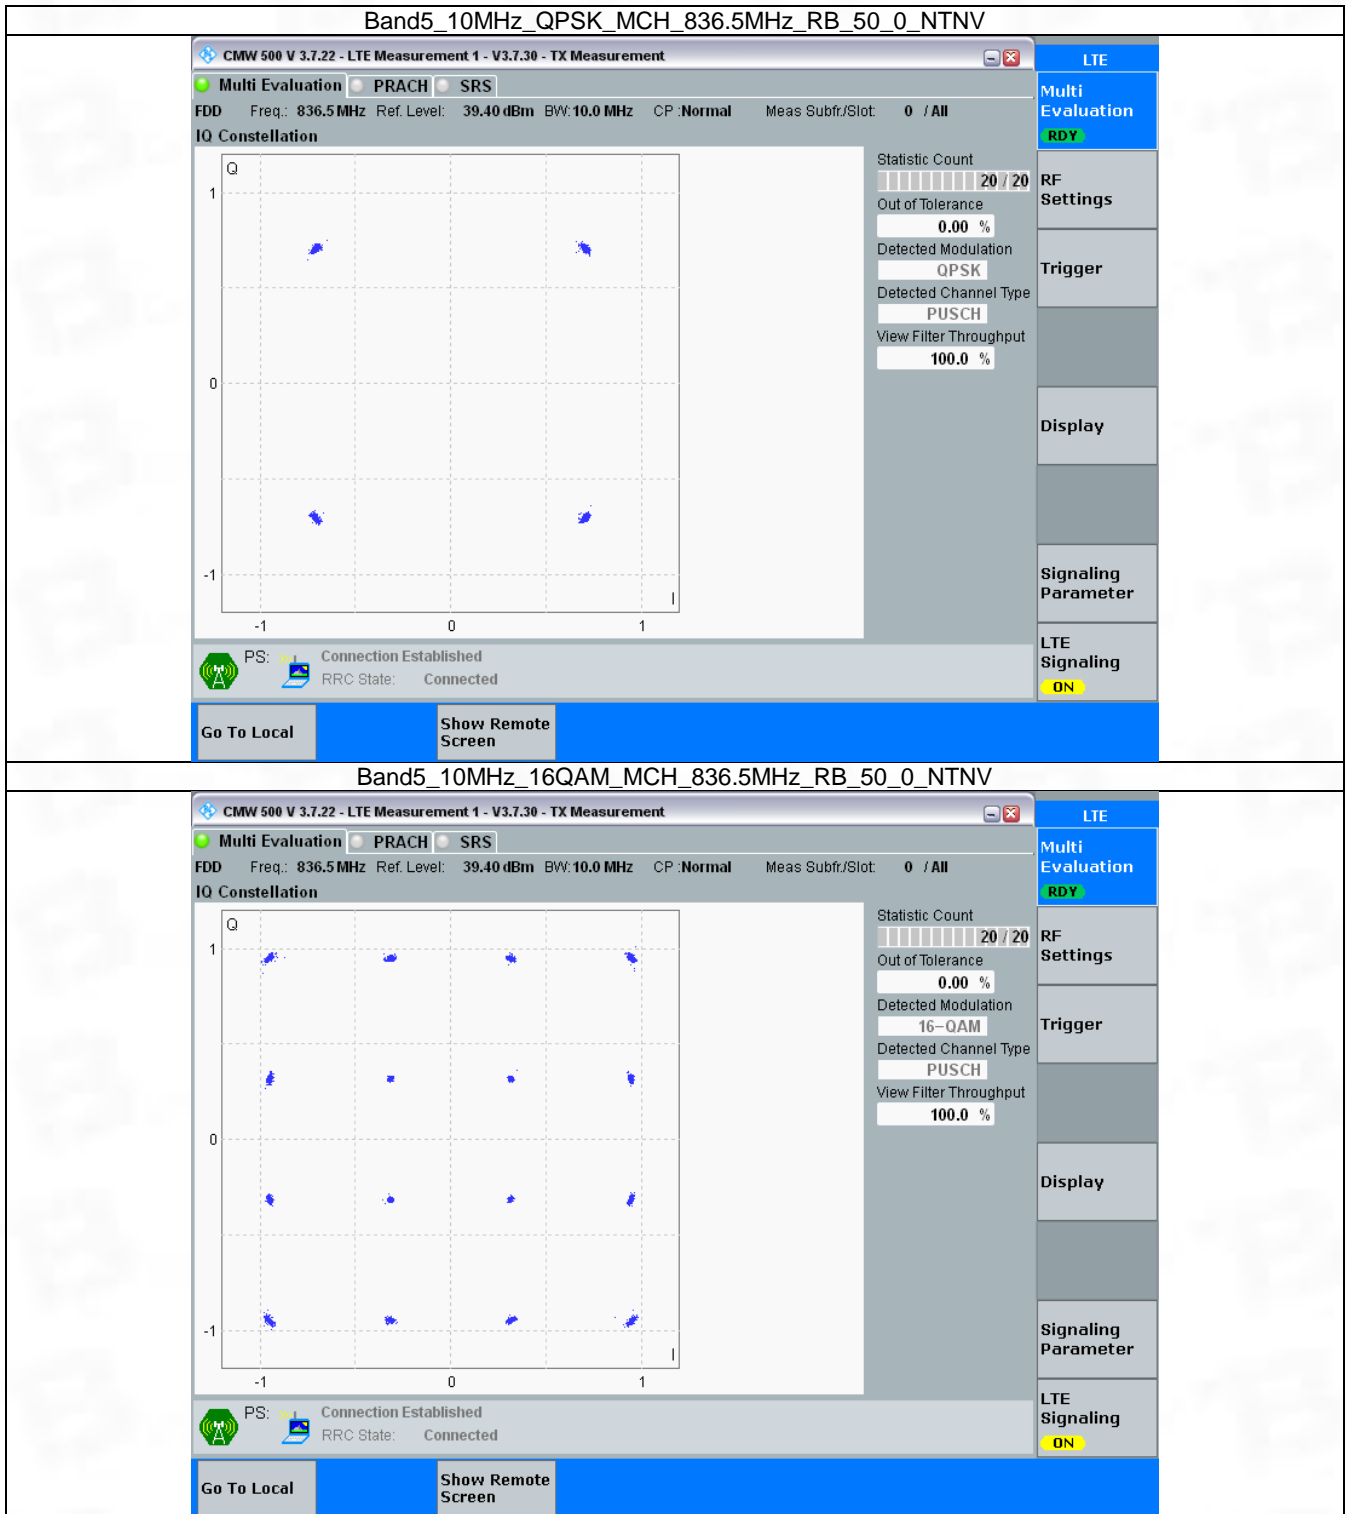 Band5_10MHz_QPSK_MCH_836.5MHz_RB_50_0_NTNV
CMW 500 V 3.7.22 - LTE Measurement 1 - V3.7.30 - TX Measurement
LTE
Multi Evaluation PRACH SRS
Multi
Evaluation
RDY
FDD Freq.: 836.5 MHz Ref. Level: 39.40 dBm BW: 10.0 MHz CP : Normal Meas Subfr./Slot: 0 / All
IQ Constellation
Q
1
0
-1
I
-1 0 1
Statistic Count
20 / 20
Out of Tolerance
0.00 %
Detected Modulation
QPSK
Detected Channel Type
PUSCH
View Filter Throughput
100.0 %
RF
Settings
Trigger
Display
Signaling
Parameter
LTE
Signaling
ON
PS: Connection Established
RRC State: Connected
Go To Local
Show Remote
Screen
Band5_10MHz_16QAM_MCH_836.5MHz_RB_50_0_NTNV
CMW 500 V 3.7.22 - LTE Measurement 1 - V3.7.30 - TX Measurement
LTE
Multi Evaluation PRACH SRS
Multi
Evaluation
RDY
FDD Freq.: 836.5 MHz Ref. Level: 39.40 dBm BW: 10.0 MHz CP : Normal Meas Subfr./Slot: 0 / All
IQ Constellation
Q
1
0
-1
I
-1 0 1
Statistic Count
20 / 20
Out of Tolerance
0.00 %
Detected Modulation
16-QAM
Detected Channel Type
PUSCH
View Filter Throughput
100.0 %
RF
Settings
Trigger
Display
Signaling
Parameter
LTE
Signaling
ON
PS: Connection Established
RRC State: Connected
Go To Local
Show Remote
Screen